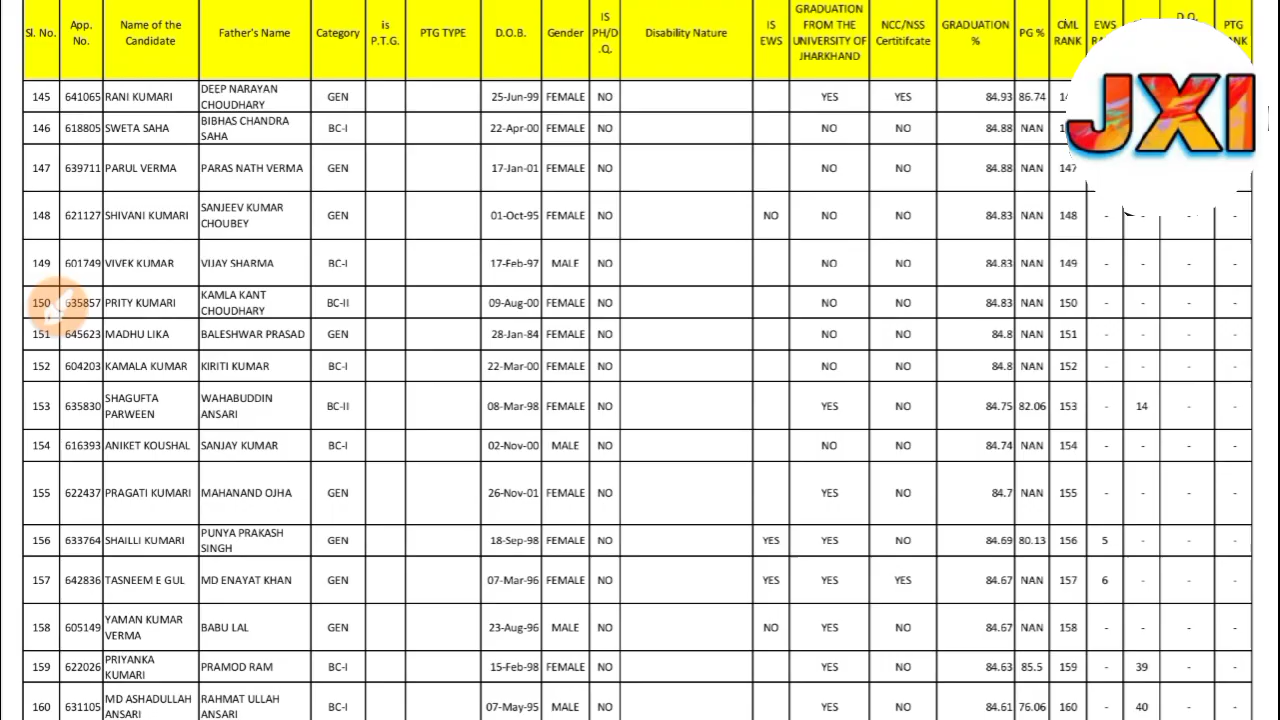 Sl. No. App. No. Name of the Candidate Father's Name Category is P.T.G. PTG TYPE D.O.B. Gender IS PH/D .Q. Disability Nature IS EWS GRADUATION FROM THE UNIVERSITY OF JHARKHAND NCC/NSS Certitifcate GRADUATION % PG % CML RANK EWS PTG
JXI
145 641065 RANI KUMARI DEEP NARAYAN CHOUDHARY GEN 25-Jun-99 FEMALE NO YES YES 84.93 86.74
146 618805 SWETA SAHA BIBHAS CHANDRA SAHA BC-I 22-Apr-00 FEMALE NO NO NO 84.88 NAN
147 639711 PARUL VERMA PARAS NATH VERMA GEN 17-Jan-01 FEMALE NO NO NO 84.88 NAN 147
148 621127 SHIVANI KUMARI SANJEEV KUMAR CHOUBEY GEN 01-Oct-95 FEMALE NO NO NO NO 84.83 NAN 148 - - - -
149 601749 VIVEK KUMAR VIJAY SHARMA BC-I 17-Feb-97 MALE NO NO NO 84.83 NAN 149 - - - -
150 635857 PRITY KUMARI KAMLA KANT CHOUDHARY BC-II 09-Aug-00 FEMALE NO NO NO 84.83 NAN 150 - - - -
151 645623 MADHU LIKA BALESHWAR PRASAD GEN 28-Jan-84 FEMALE NO NO NO 84.8 NAN 151 - - - -
152 604203 KAMALA KUMAR KIRITI KUMAR BC-I 22-Mar-00 FEMALE NO NO NO 84.8 NAN 152 - - - -
153 635830 SHAGUFTA PARWEEN WAHABUDDIN ANSARI BC-II 08-Mar-98 FEMALE NO YES NO 84.75 82.06 153 - 14 - -
154 616393 ANIKET KOUSHAL SANJAY KUMAR BC-I 02-Nov-00 MALE NO NO NO 84.74 NAN 154 - - - -
155 622437 PRAGATI KUMARI MAHANAND OJHA GEN 26-Nov-01 FEMALE NO YES NO 84.7 NAN 155 - - - -
156 633764 SHAILLI KUMARI PUNYA PRAKASH SINGH GEN 18-Sep-98 FEMALE NO YES YES NO 84.69 80.13 156 5 - - -
157 642836 TASNEEM E GUL MD ENAYAT KHAN GEN 07-Mar-96 FEMALE NO YES YES YES 84.67 NAN 157 6 - - -
158 605149 YAMAN KUMAR VERMA BABU LAL GEN 23-Aug-96 MALE NO NO YES NO 84.67 NAN 158 - - - -
159 622026 PRIYANKA KUMARI PRAMOD RAM BC-I 15-Feb-98 FEMALE NO YES NO 84.63 85.5 159 - 39 - -
160 631105 MD ASHADULLAH ANSARI RAHMAT ULLAH ANSARI BC-I 07-May-95 MALE NO YES NO 84.61 76.06 160 - 40 - -